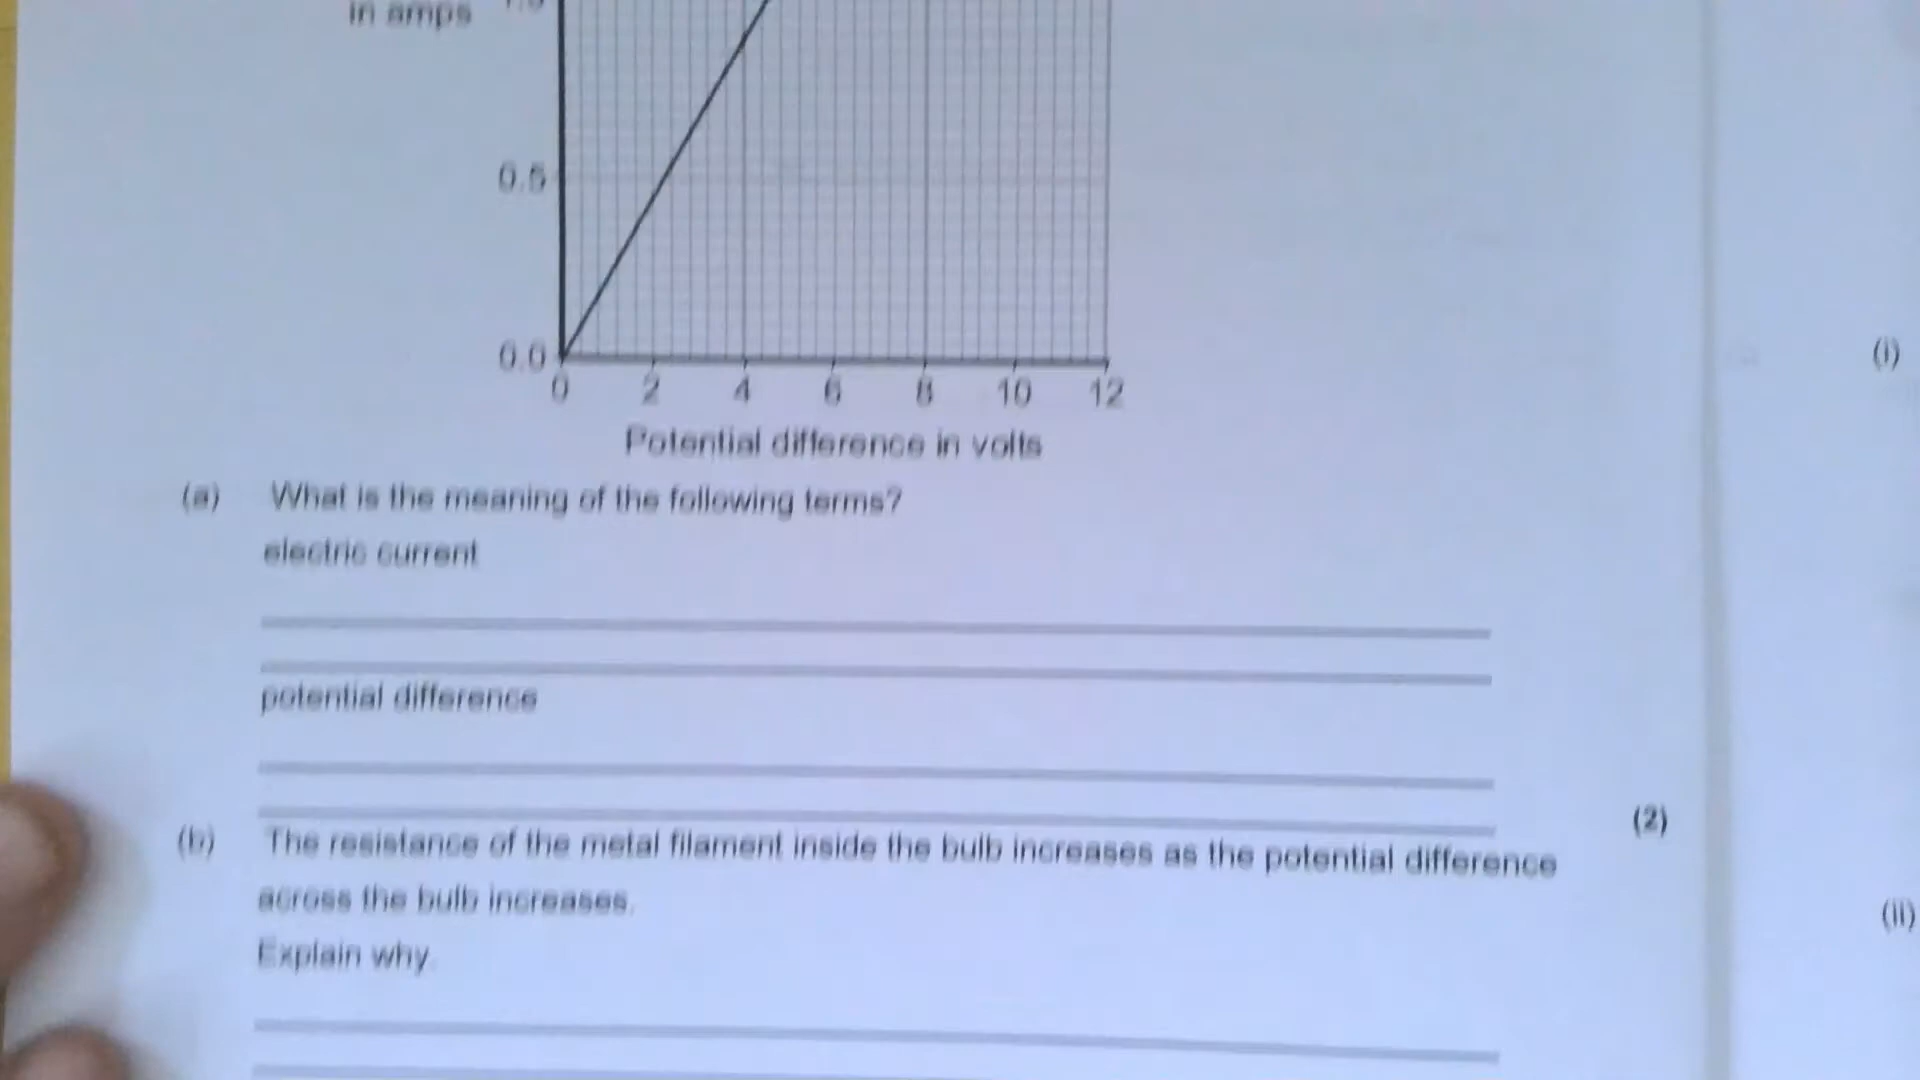 in amps
0.5
0.0
0 2 4 6 8 10 12
Potential difference in volts
(a) What is the meaning of the following terms?
electric current
potential difference
(2)
(b) The resistance of the metal filament inside the bulb increases as the potential difference
across the bulb increases.
Explain why.
(i)
(ii)